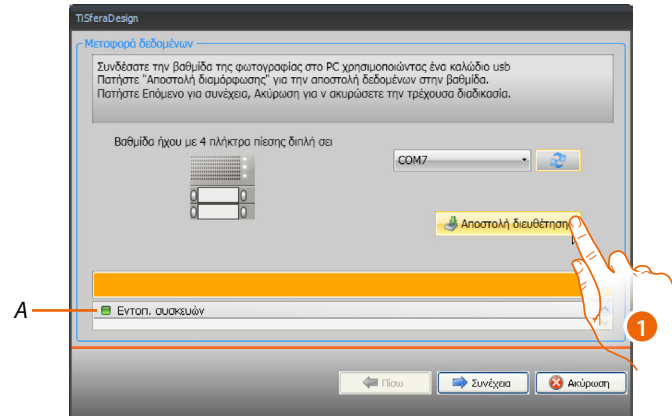 TiSferaDesign
Μεταφορά δεδομένων
Συνδέσατε την βαθμίδα της φωτογραφίας στο PC χρησιμοποιώντας ένα καλώδιο usb
Πατήστε "Αποστολή διαμόρφωσης" για την αποστολή δεδομένων στην βαθμίδα.
Πατήστε Επόμενο για συνέχεια, Ακύρωση για ν ακυρώσετε την τρέχουσα διαδικασία.
Βαθμίδα ήχου με 4 πλήκτρα πίεσης διπλή σει
COM7
Αποστολή διευθέτηση
A
Εντοπ. συσκευών
1
Πίσω
Συνέχεια
Ακύρωση